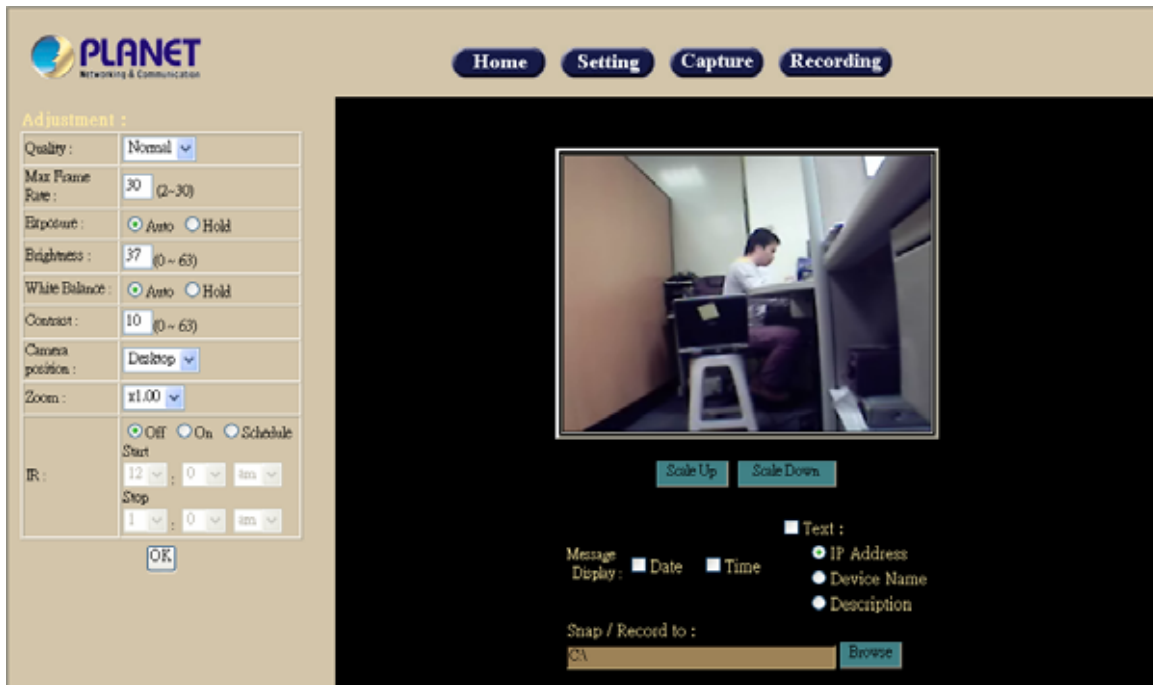 PLANET
Networking & Communication
Home Setting Capture Recording
Adjustment :
Quality : Normal
Max Frame Rate : 30 (2~30)
Exposure : Auto Hold
Brightness : 37 (0 ~ 63)
White Balance : Auto Hold
Contrast : 10 (0 ~ 63)
Camera position : Desktop
Zoom : x1.00
IR : Off On Schedule
Start
12 : 0 am
Stop
1 : 0 am
OK
Scale Up Scale Down
Text :
Message Display : Date Time
IP Address
Device Name
Description
Snap / Record to :
C:\ Browse